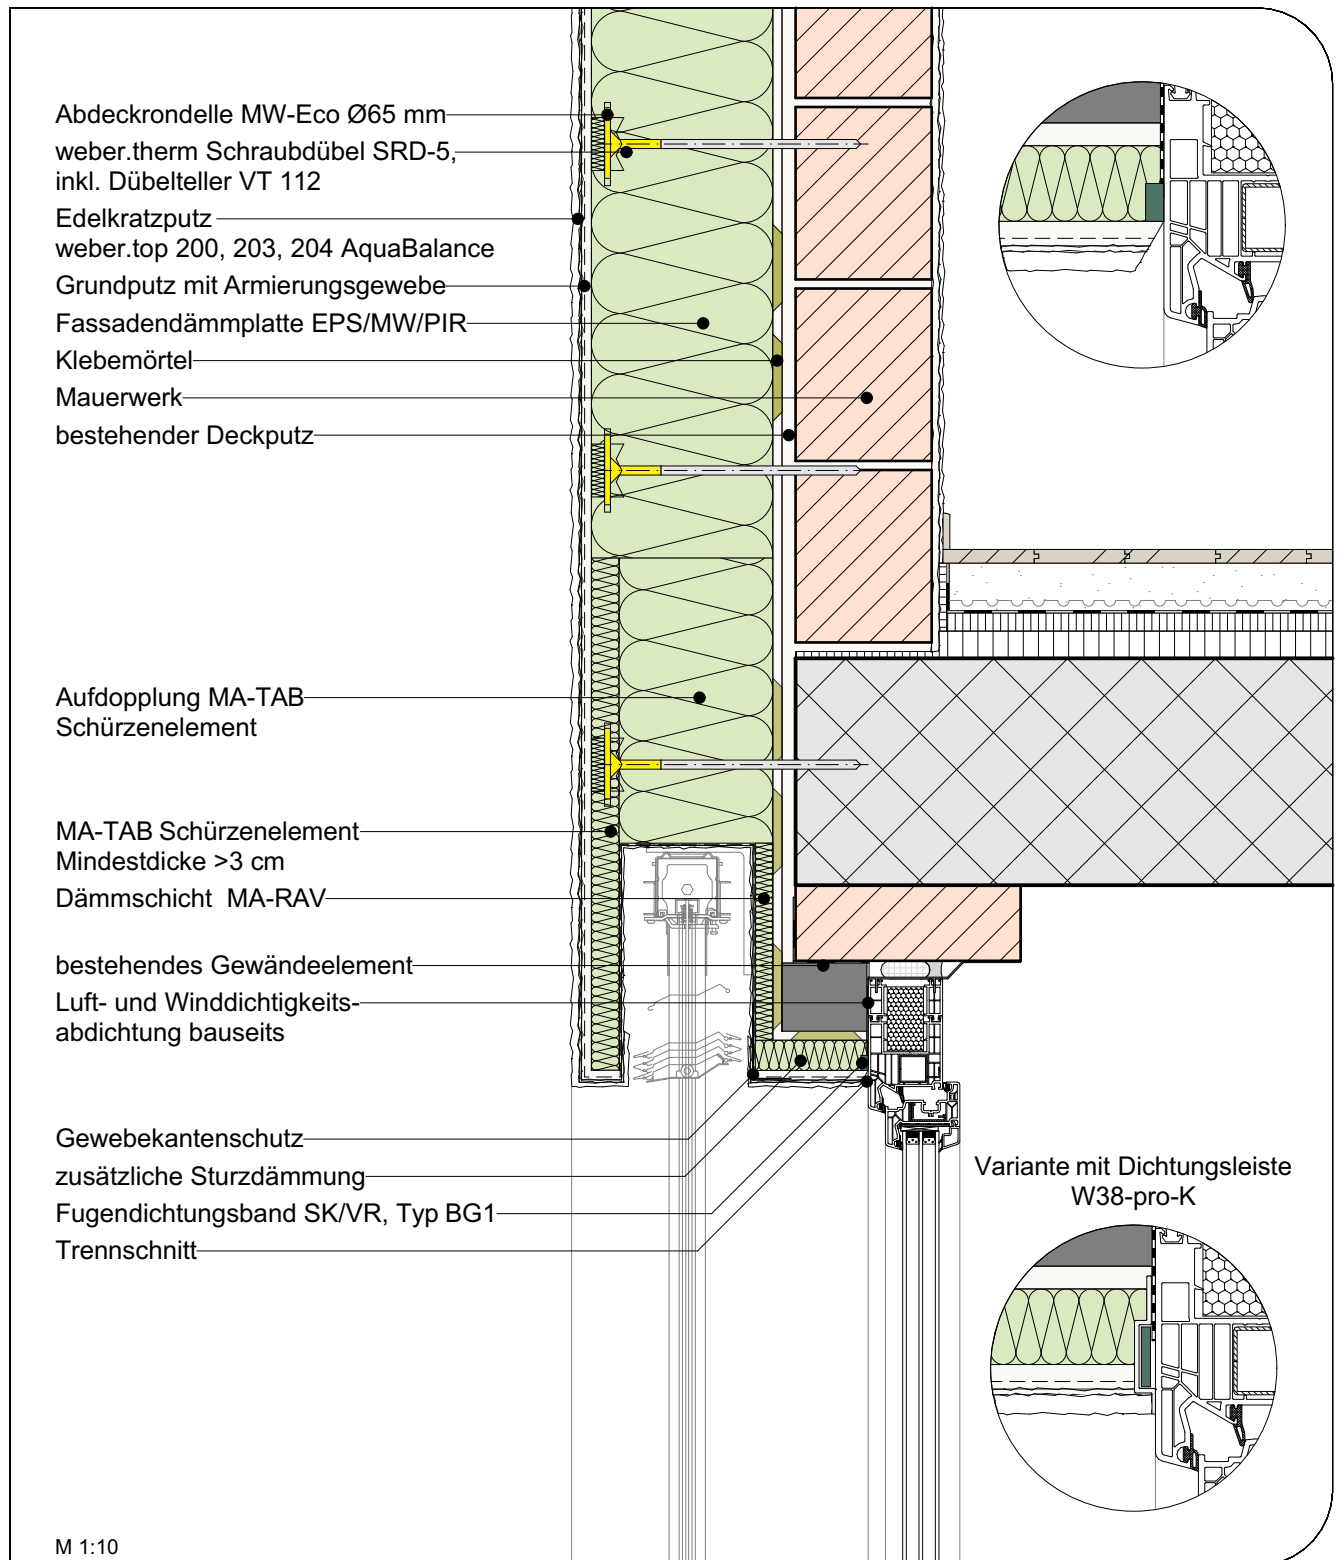 Abdeckrondelle MW-Eco Ø65 mm
weber.therm Schraubdübel SRD-5,
inkl. Dübelteller VT 112
Edelkratzputz
weber.top 200, 203, 204 AquaBalance
Grundputz mit Armierungsgewebe
Fassadendämmplatte EPS/MW/PIR
Klebemörtel
Mauerwerk
bestehender Deckputz
Aufdopplung MA-TAB
Schürzenelement
MA-TAB Schürzenelement
Mindestdicke >3 cm
Dämmschicht MA-RAV
bestehendes Gewändeelement
Luft- und Winddichtigkeits-
abdichtung bauseits
Gewebekantenschutz
zusätzliche Sturzdämmung
Fugendichtungsband SK/VR, Typ BG1
Trennschnitt
Variante mit Dichtungsleiste
W38-pro-K
M 1:10